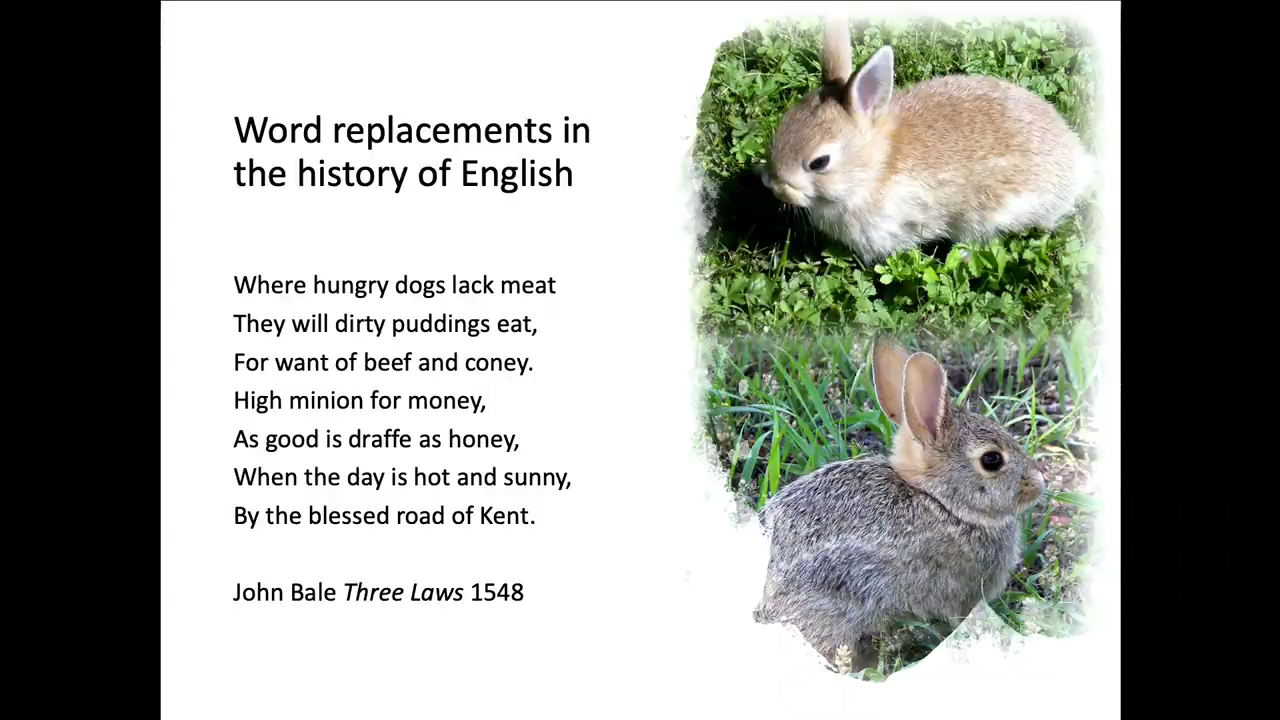 Word replacements in
the history of English
Where hungry dogs lack meat
They will dirty puddings eat,
For want of beef and coney.
High minion for money,
As good is draffe as honey,
When the day is hot and sunny,
By the blessed road of Kent.
John Bale Three Laws 1548